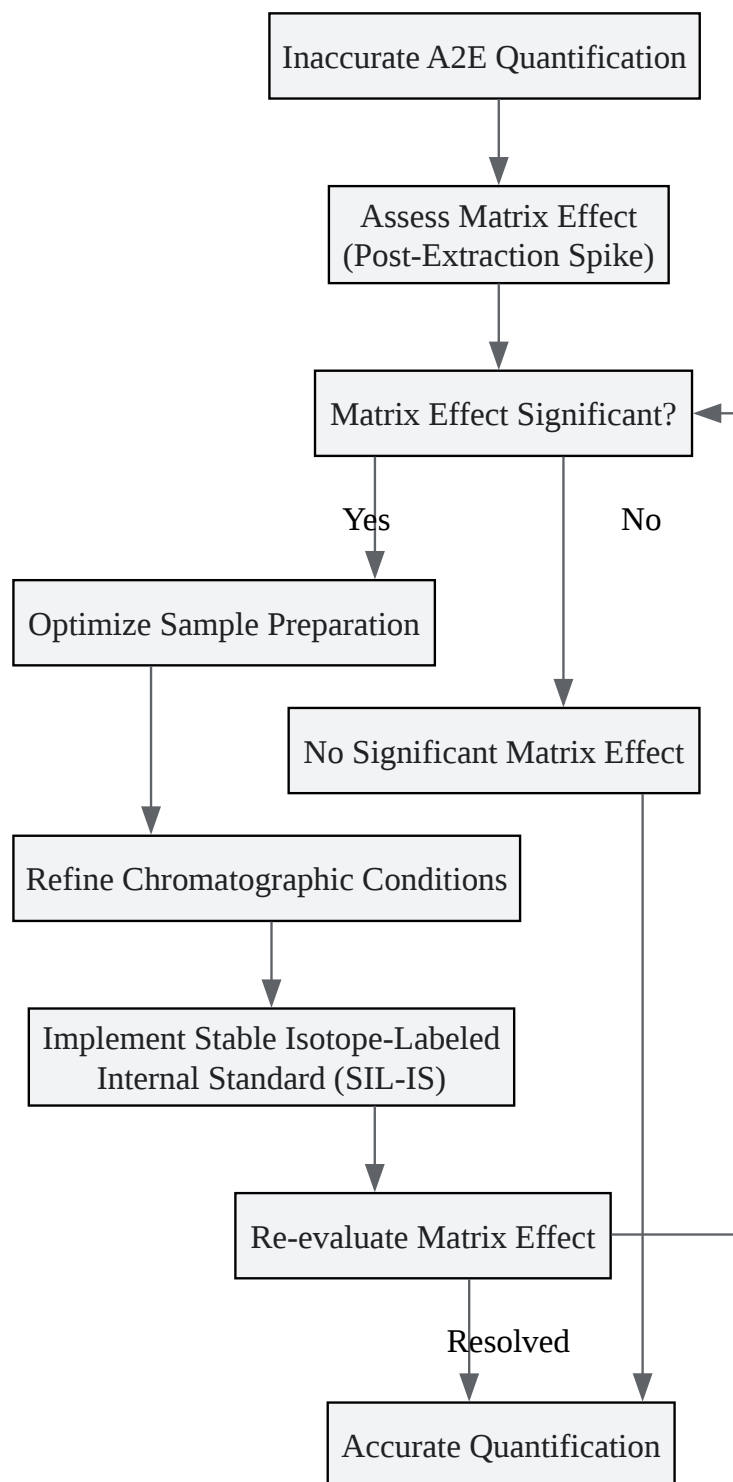 Inaccurate A2E Quantification
Assess Matrix Effect
(Post-Extraction Spike)
Matrix Effect Significant?
Yes
No
Optimize Sample Preparation
No Significant Matrix Effect
Refine Chromatographic Conditions
Implement Stable Isotope-Labeled
Internal Standard (SIL-IS)
Re-evaluate Matrix Effect
Resolved
Accurate Quantification